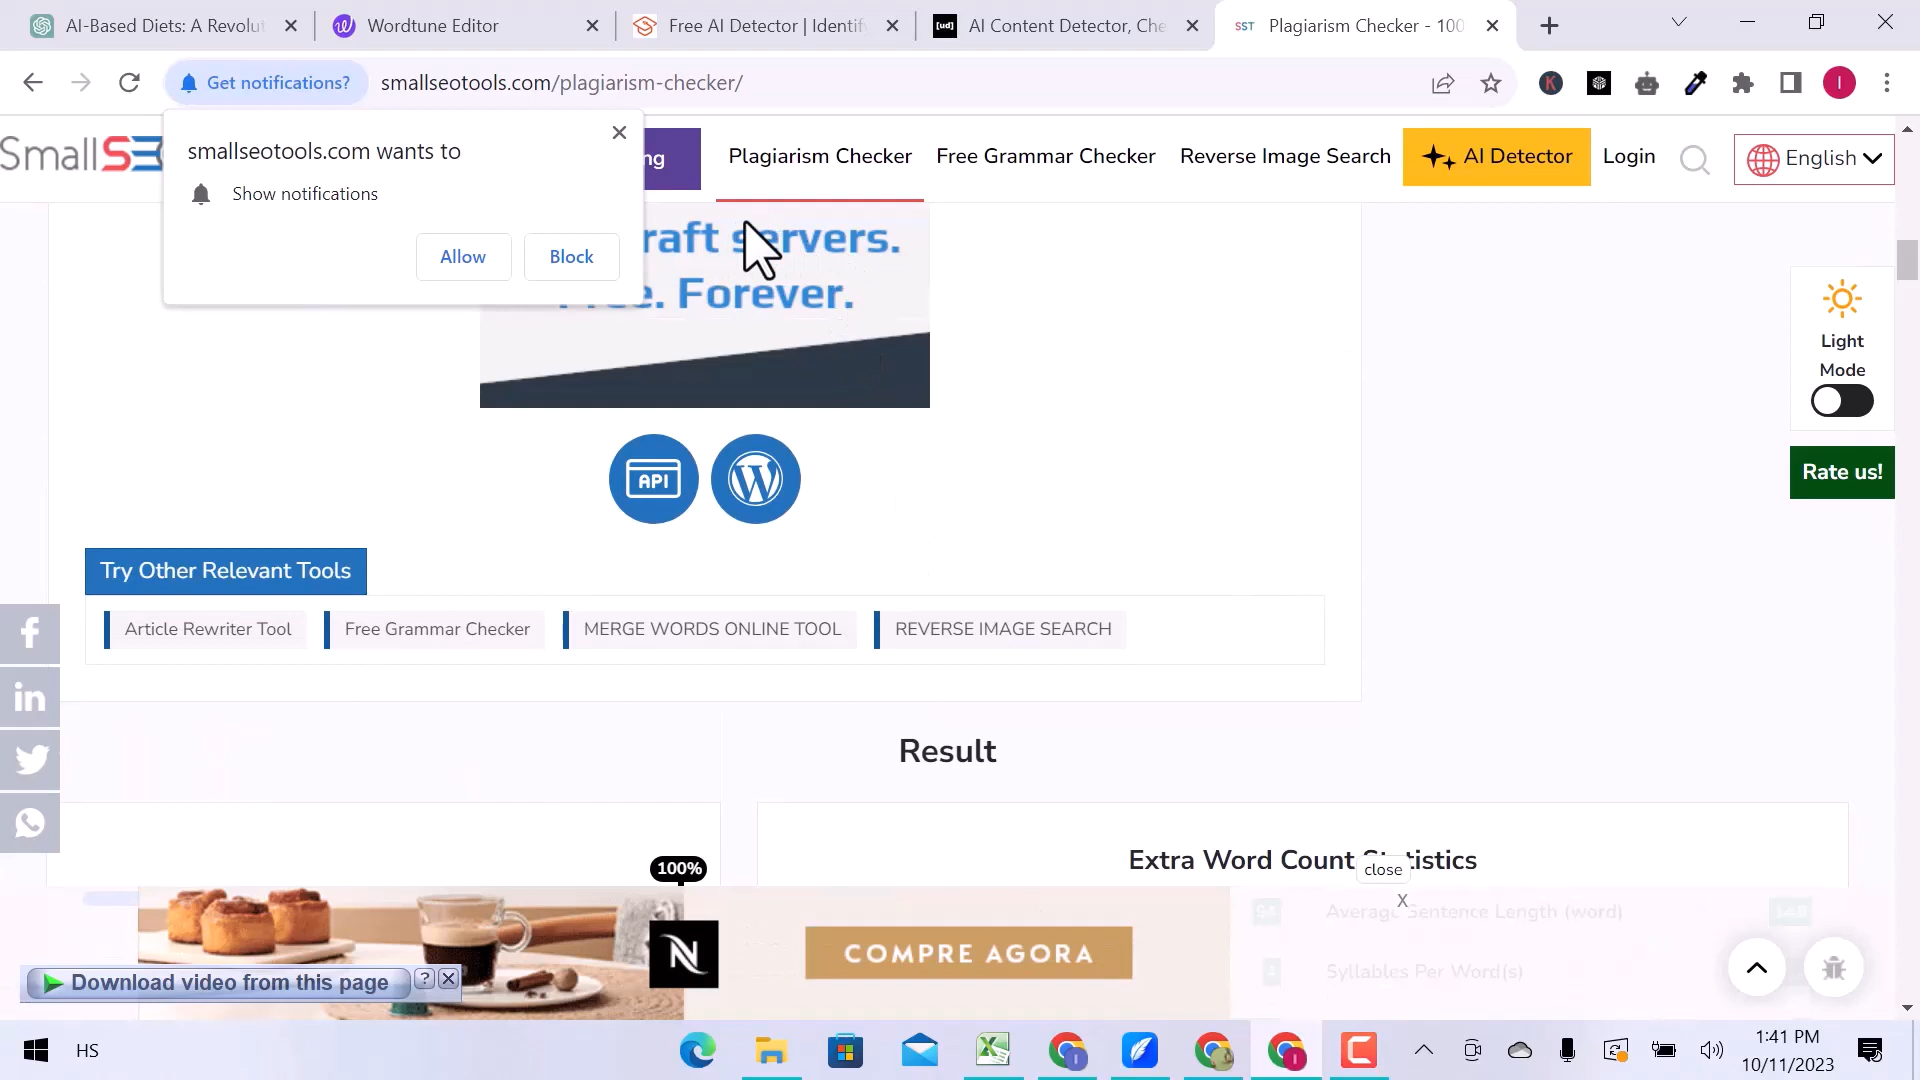 AI-Based Diets: A Revolut
Wordtune Editor
Free AI Detector | Identif
[ud] AI Content Detector, Che
SST Plagiarism Checker - 100
Get notifications?
smallseotools.com/plagiarism-checker/
K
I
smallseotools.com wants to
Show notifications
Allow
Block
SmallSE
ng
Plagiarism Checker
Free Grammar Checker
Reverse Image Search
AI Detector
Login
English
raft servers.
e. Forever.
Light
Mode
Rate us!
API
Try Other Relevant Tools
Article Rewriter Tool
Free Grammar Checker
MERGE WORDS ONLINE TOOL
REVERSE IMAGE SEARCH
Result
100%
Extra Word Count Statistics
close
X
Average Sentence Length (word)
Syllables Per Word(s)
COMPRE AGORA
N
Download video from this page
?
HS
1:41 PM
10/11/2023